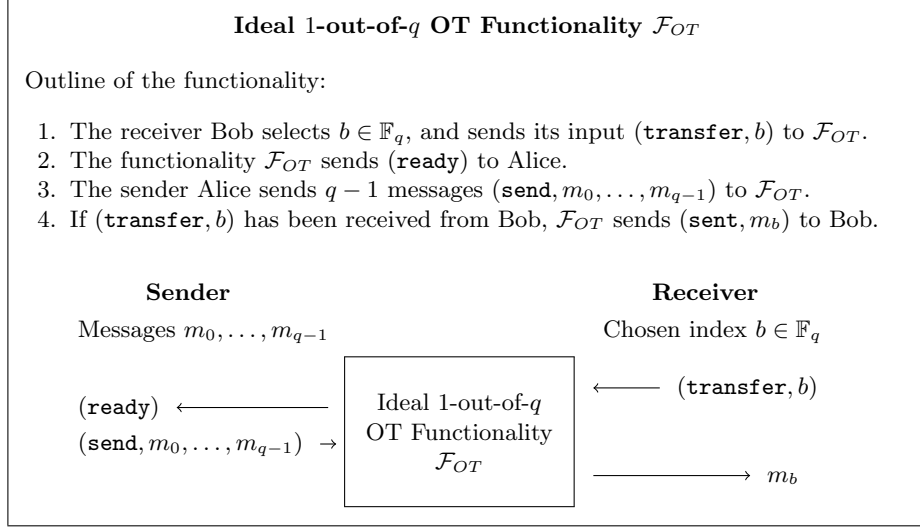 Ideal 1-out-of-q OT Functionality 𝓕_OT
Outline of the functionality:
1. The receiver Bob selects b ∈ 𝔽_q, and sends its input (transfer, b) to 𝓕_OT.
2. The functionality 𝓕_OT sends (ready) to Alice.
3. The sender Alice sends q − 1 messages (send, m_0, . . . , m_{q−1}) to 𝓕_OT.
4. If (transfer, b) has been received from Bob, 𝓕_OT sends (sent, m_b) to Bob.
Sender
Messages m_0, . . . , m_{q−1}
(ready) ←
(send, m_0, . . . , m_{q−1}) →
Ideal 1-out-of-q
OT Functionality
𝓕_OT
Receiver
Chosen index b ∈ 𝔽_q
← (transfer, b)
→ m_b